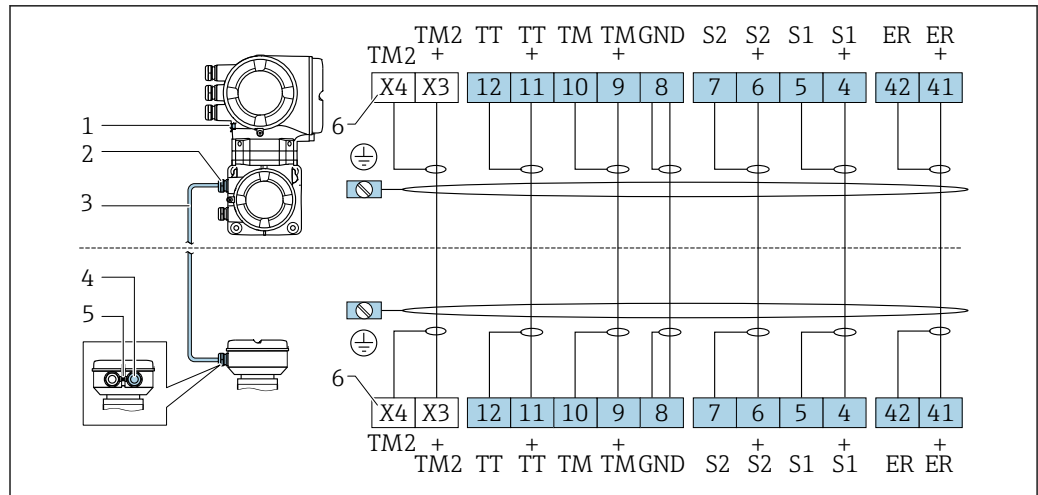 TM2 TT TT TM TM GND S2 S2 S1 S1 ER ER
TM2 + + + + + +
X4 X3 12 11 10 9 8 7 6 5 4 42 41
6
1
2
3
4
5
6
X4 X3 12 11 10 9 8 7 6 5 4 42 41
TM2 + + + + + +
TM2 TT TT TM TM GND S2 S2 S1 S1 ER ER